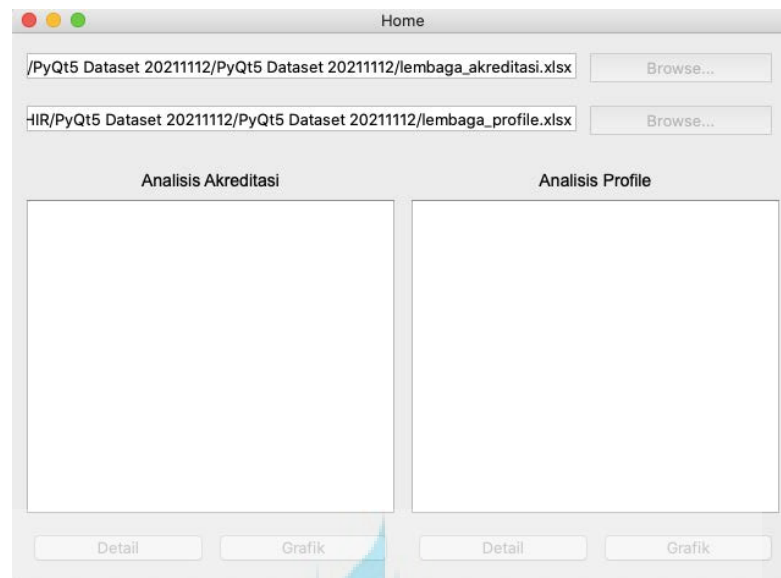 Home
/PyQt5 Dataset 20211112/PyQt5 Dataset 20211112/lembaga_akreditasi.xlsx Browse...
HIR/PyQt5 Dataset 20211112/PyQt5 Dataset 20211112/lembaga_profile.xlsx Browse...
Analisis Akreditasi Analisis Profile
Detail Grafik Detail Grafik